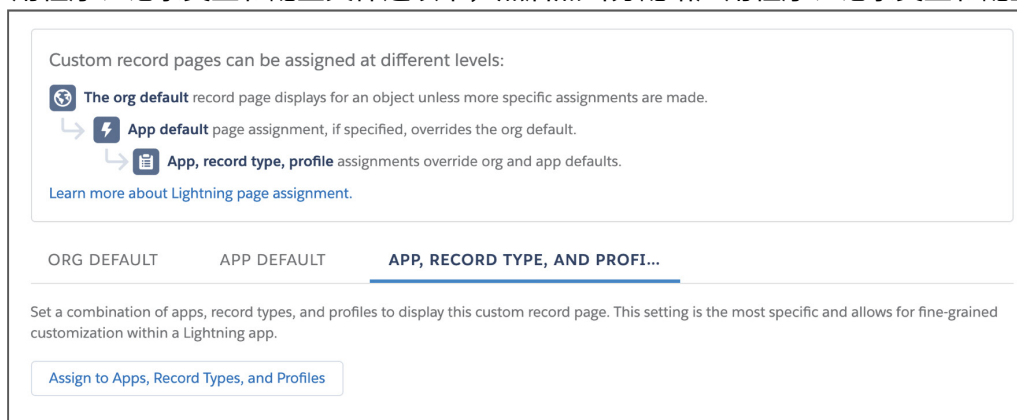 Custom record pages can be assigned at different levels:
The org default record page displays for an object unless more specific assignments are made.
App default page assignment, if specified, overrides the org default.
App, record type, profile assignments override org and app defaults.
Learn more about Lightning page assignment.
ORG DEFAULT APP DEFAULT APP, RECORD TYPE, AND PROFI...
Set a combination of apps, record types, and profiles to display this custom record page. This setting is the most specific and allows for fine-grained
customization within a Lightning app.
Assign to Apps, Record Types, and Profiles